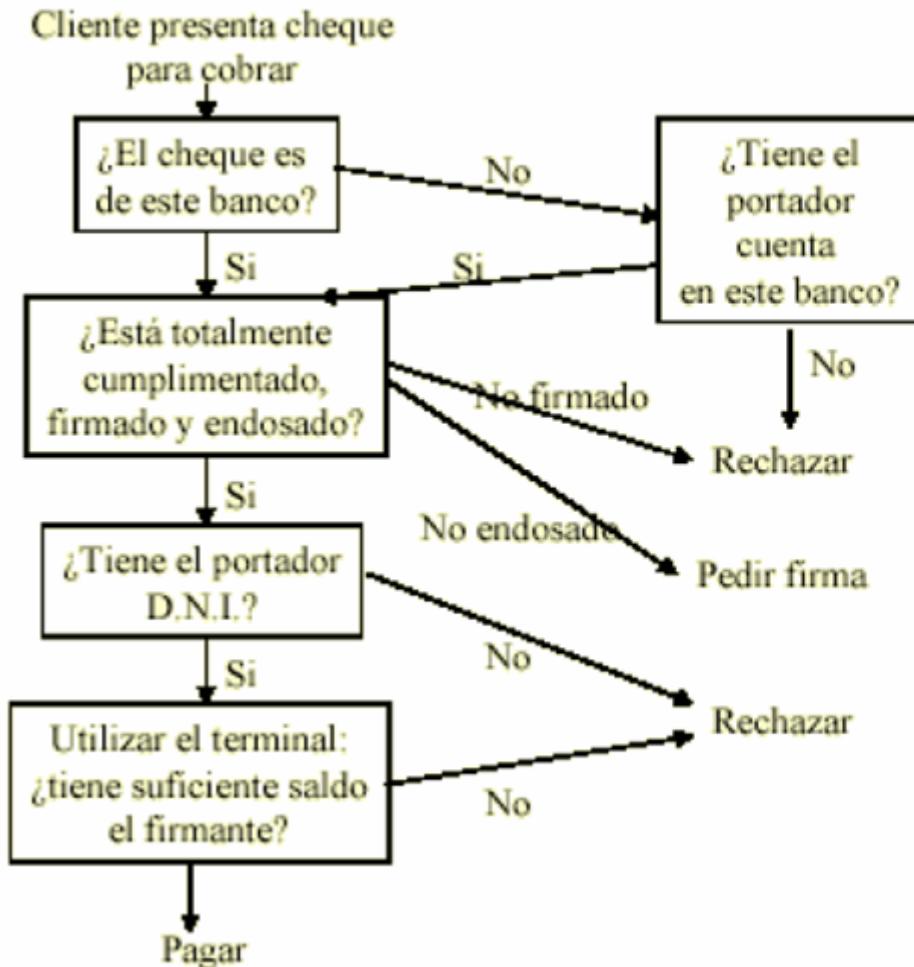 Cliente presenta cheque
para cobrar
¿El cheque es
de este banco?
No
¿Tiene el
portador
cuenta
en este banco?
Si
Si
No
¿Está totalmente
cumplimentado,
firmado y endosado?
No firmado
Rechazar
Si
No endosado
Pedir firma
¿Tiene el portador
D.N.I.?
No
Si
Rechazar
Utilizar el terminal:
¿tiene suficiente saldo
el firmante?
No
Pagar